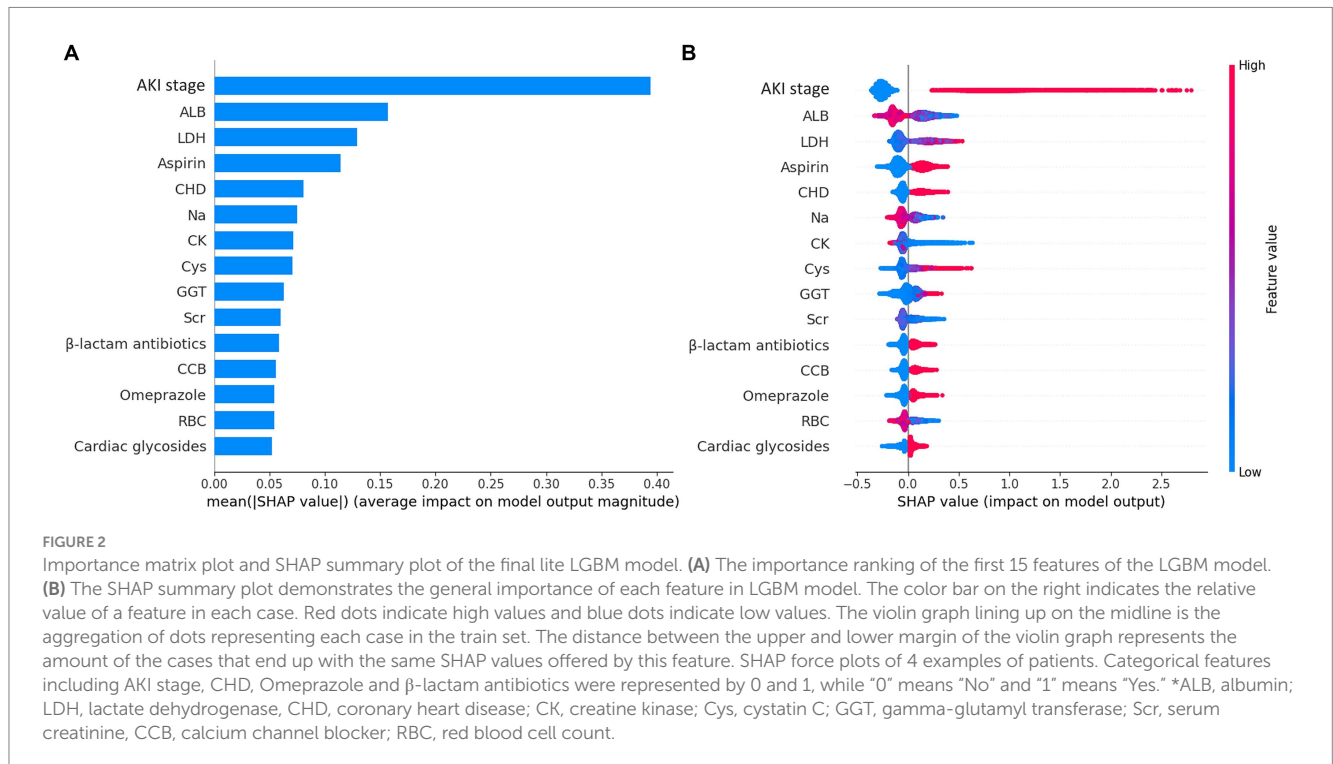 A
AKI stage
ALB
LDH
Aspirin
CHD
Na
CK
Cys
GGT
Scr
β-lactam antibiotics
CCB
Omeprazole
RBC
Cardiac glycosides
0.00 0.05 0.10 0.15 0.20 0.25 0.30 0.35 0.40
mean(|SHAP value|) (average impact on model output magnitude)
B
AKI stage
ALB
LDH
Aspirin
CHD
Na
CK
Cys
GGT
Scr
β-lactam antibiotics
CCB
Omeprazole
RBC
Cardiac glycosides
−0.5 0.0 0.5 1.0 1.5 2.0 2.5
SHAP value (impact on model output)
High
Feature value
Low
FIGURE 2
Importance matrix plot and SHAP summary plot of the final lite LGBM model. (A) The importance ranking of the first 15 features of the LGBM model.
(B) The SHAP summary plot demonstrates the general importance of each feature in LGBM model. The color bar on the right indicates the relative
value of a feature in each case. Red dots indicate high values and blue dots indicate low values. The violin graph lining up on the midline is the
aggregation of dots representing each case in the train set. The distance between the upper and lower margin of the violin graph represents the
amount of the cases that end up with the same SHAP values offered by this feature. SHAP force plots of 4 examples of patients. Categorical features
including AKI stage, CHD, Omeprazole and β-lactam antibiotics were represented by 0 and 1, while “0” means “No” and “1” means “Yes.” *ALB, albumin;
LDH, lactate dehydrogenase, CHD, coronary heart disease; CK, creatine kinase; Cys, cystatin C; GGT, gamma-glutamyl transferase; Scr, serum
creatinine, CCB, calcium channel blocker; RBC, red blood cell count.